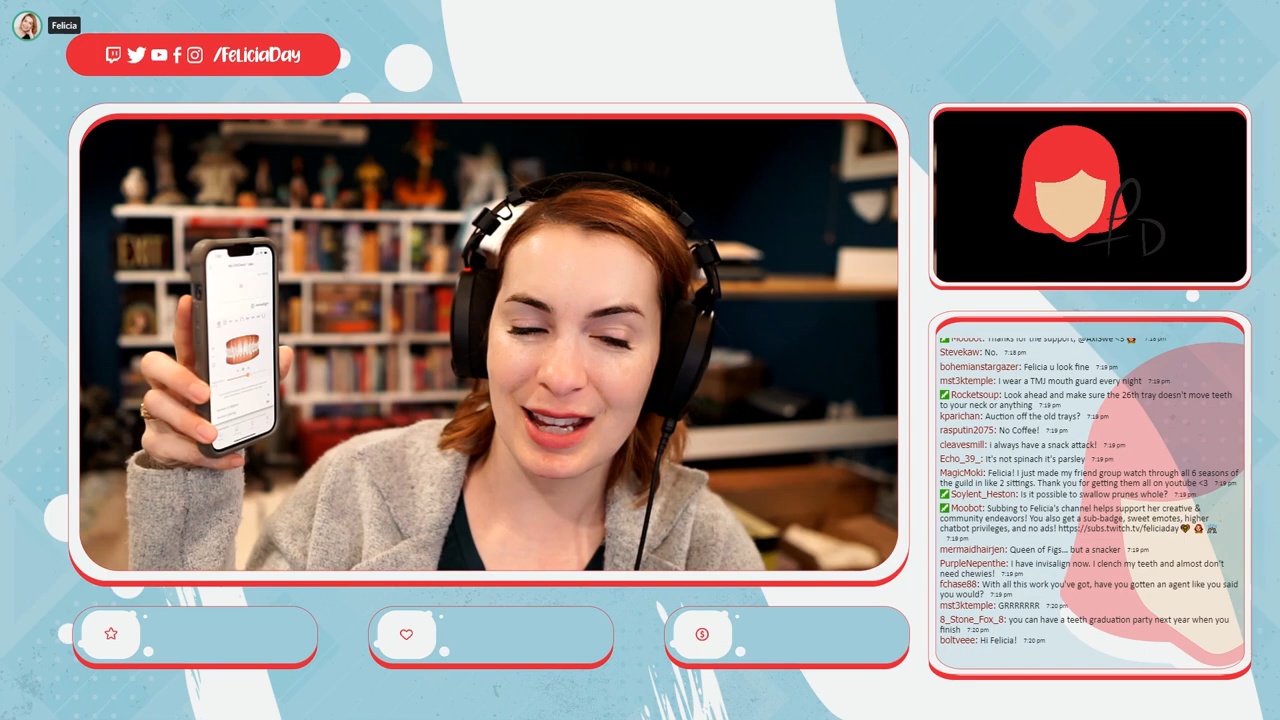 Felicia
/FeLiciaDay
EXIT
FD
Moobot: Thanks for the support, @AxlSwe <3 7:18 pm
Stevekaw: No. 7:18 pm
bohemianstargazer: Felicia u look fine 7:19 pm
mst3ktemple: I wear a TMJ mouth guard every night 7:19 pm
Rocketsoup: Look ahead and make sure the 26th tray doesn't move teeth
to your neck or anything 7:19 pm
kparichan: Auction off the old trays? 7:19 pm
rasputin2075: No Coffee! 7:19 pm
cleavesmill: i always have a snack attack! 7:19 pm
Echo_39_: It's not spinach it's parsley 7:19 pm
MagicMoki: Felicia! I just made my friend group watch through all 6 seasons of
the guild in like 2 sittings. Thank you for getting them all on youtube <3 7:19 pm
Soylent_Heston: Is it possible to swallow prunes whole? 7:19 pm
Moobot: Subbing to Felicia's channel helps support her creative &
community endeavors! You also get a sub-badge, sweet emotes, higher
chatbot privileges, and no ads! https://subs.twitch.tv/feliciaday
7:19 pm
mermaidhairjen: Queen of Figs... but a snacker 7:19 pm
PurpleNepenthe: I have invisalign now. I clench my teeth and almost don't
need chewies! 7:19 pm
fchase88: With all this work you've got, have you gotten an agent like you said
you would? 7:19 pm
mst3ktemple: GRRRRRRR 7:20 pm
8_Stone_Fox_8: you can have a teeth graduation party next year when you
finish 7:20 pm
boltveee: Hi Felicia! 7:20 pm